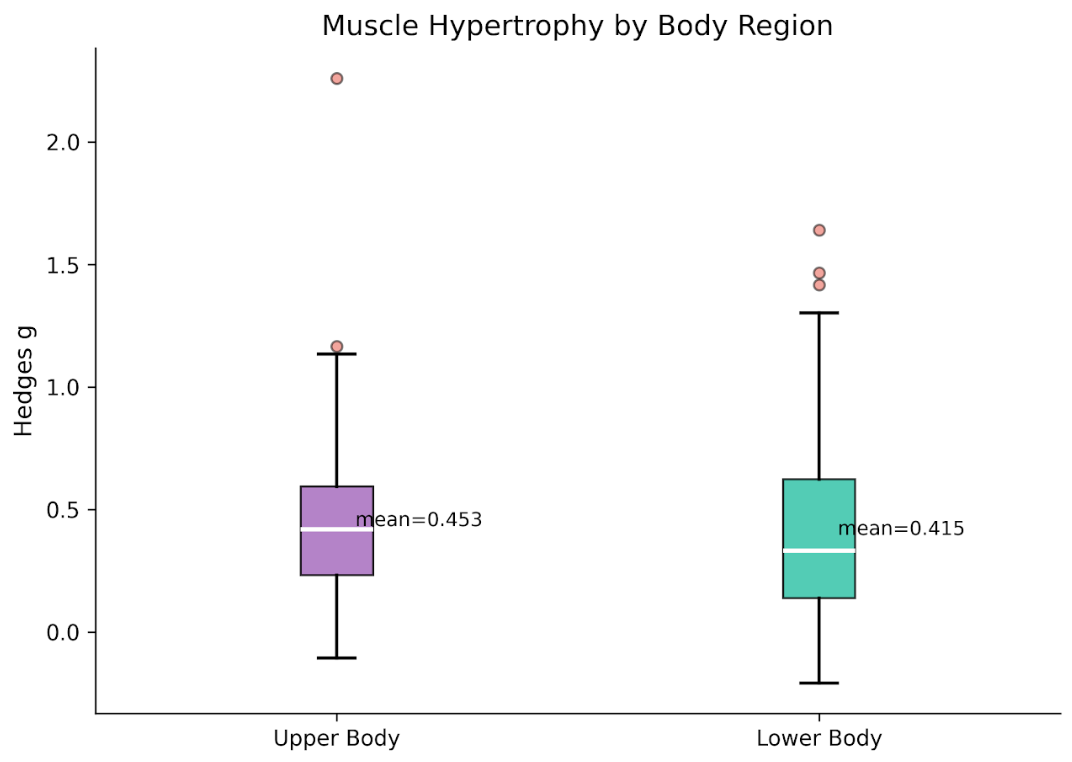 Muscle Hypertrophy by Body Region
Hedges g
2.0
1.5
1.0
0.5
0.0
mean=0.453
mean=0.415
Upper Body
Lower Body